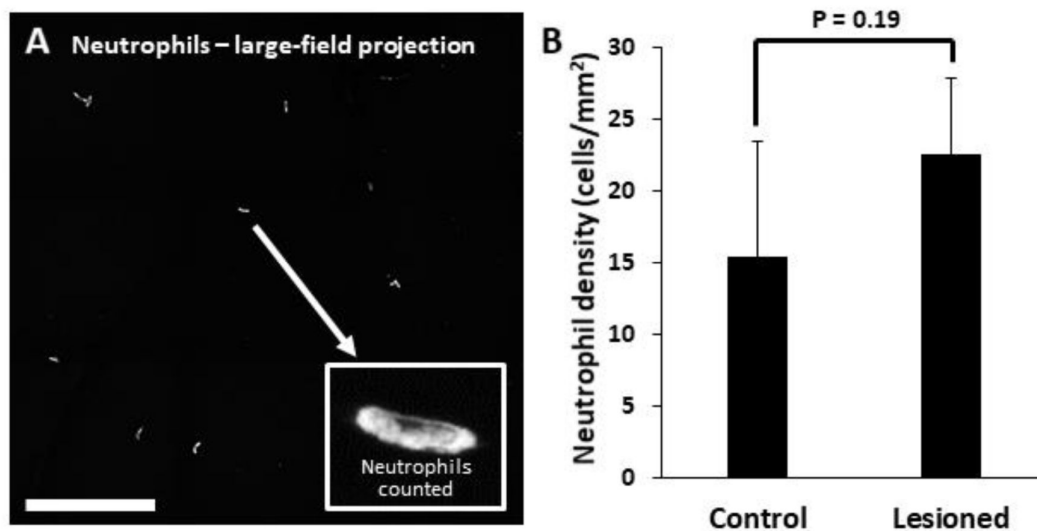 A Neutrophils – large-field projection
Neutrophils
counted
B
P = 0.19
Neutrophil density (cells/mm²)
30
25
20
15
10
5
0
Control Lesioned